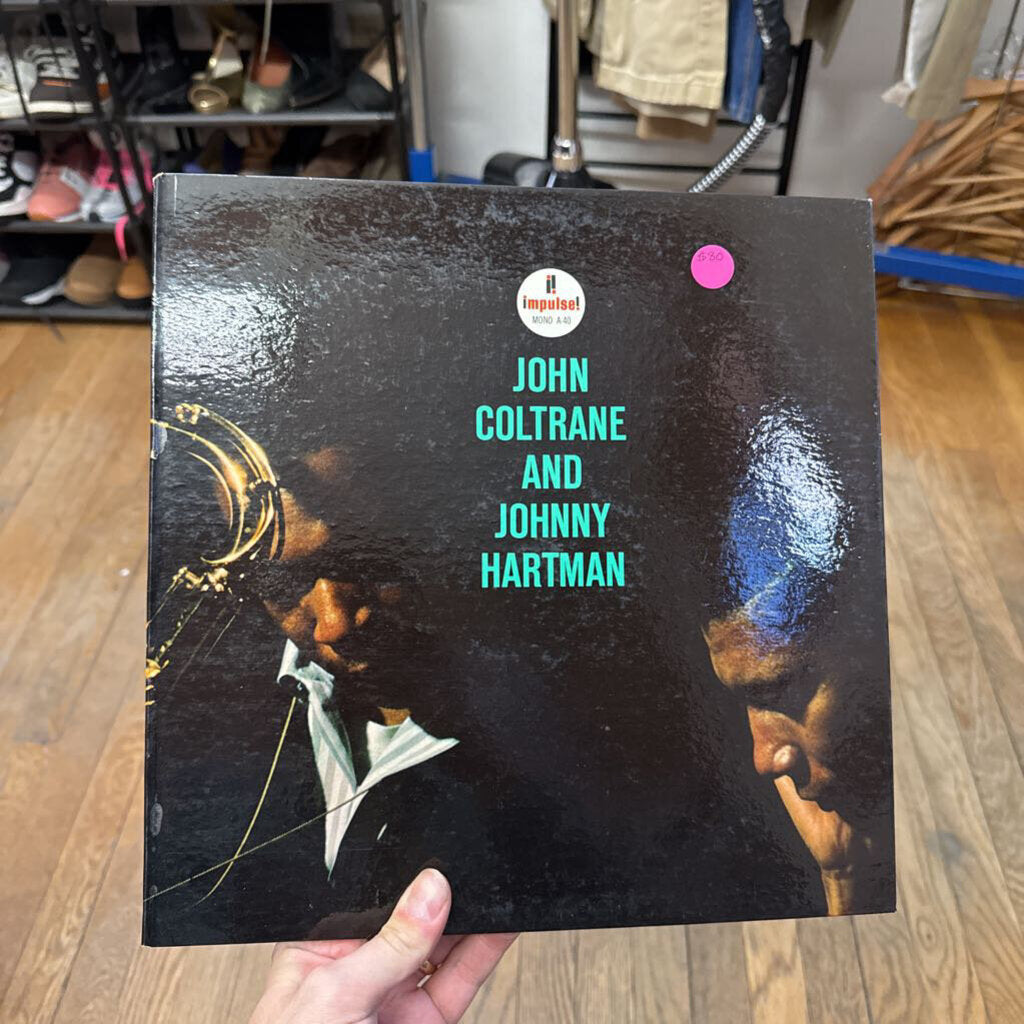 impulse!
MONO A-40
JOHN
COLTRANE
AND
JOHNNY
HARTMAN